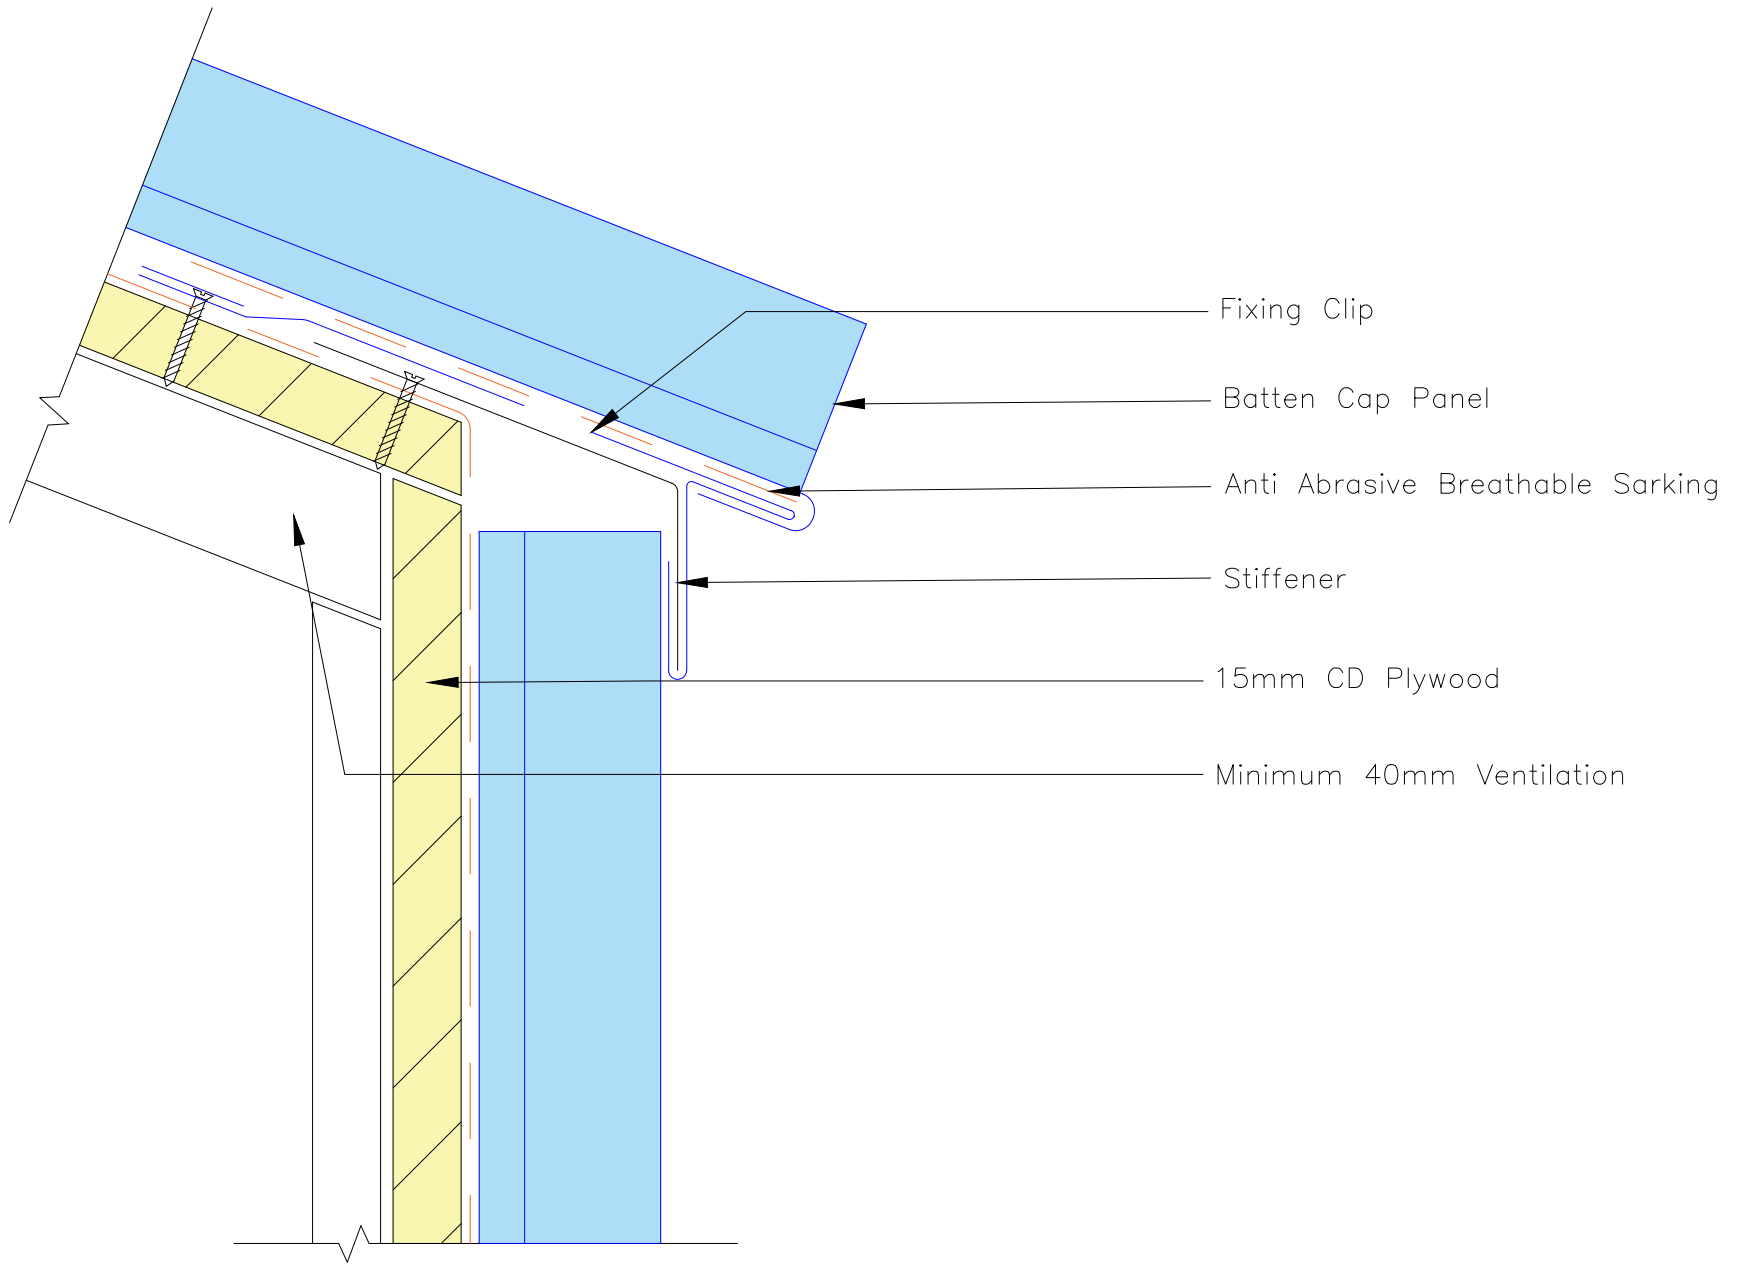 Fixing Clip
Batten Cap Panel
Anti Abrasive Breathable Sarking
Stiffener
15mm CD Plywood
Minimum 40mm Ventilation